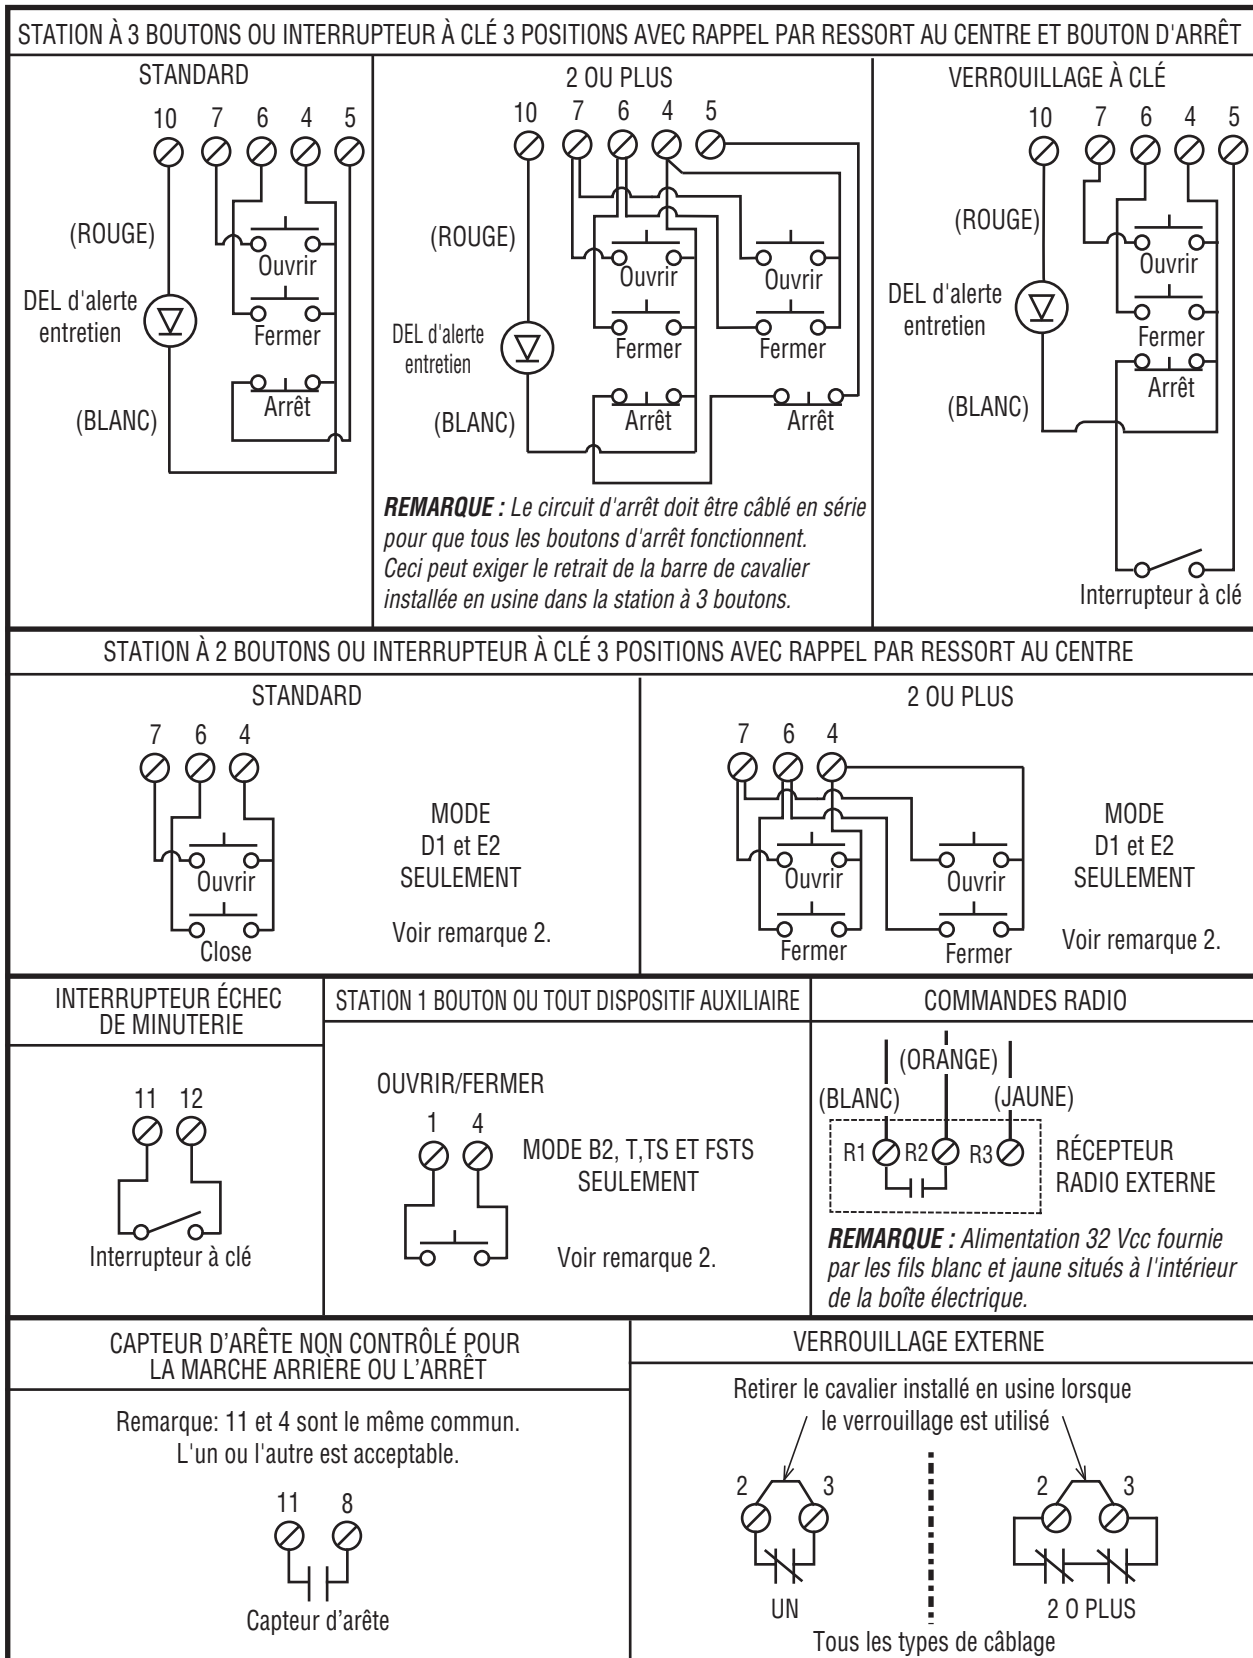 STATION À 3 BOUTONS OU INTERRUPTEUR À CLÉ 3 POSITIONS AVEC RAPPEL PAR RESSORT AU CENTRE ET BOUTON D'ARRÊT
STANDARD
10 7 6 4 5
(ROUGE)
Ouvrir
DEL d'alerte
entretien
Fermer
Arrêt
(BLANC)
2 OU PLUS
10 7 6 4 5
(ROUGE)
Ouvrir Ouvrir
DEL d'alerte
entretien
Fermer Fermer
(BLANC)
Arrêt Arrêt
REMARQUE : Le circuit d'arrêt doit être câblé en série
pour que tous les boutons d'arrêt fonctionnent.
Ceci peut exiger le retrait de la barre de cavalier
installée en usine dans la station à 3 boutons.
VERROUILLAGE À CLÉ
10 7 6 4 5
(ROUGE)
Ouvrir
DEL d'alerte
entretien
Fermer
Arrêt
(BLANC)
Interrupteur à clé
STATION À 2 BOUTONS OU INTERRUPTEUR À CLÉ 3 POSITIONS AVEC RAPPEL PAR RESSORT AU CENTRE
STANDARD
7 6 4
Ouvrir
Close
MODE
D1 et E2
SEULEMENT
Voir remarque 2.
2 OU PLUS
7 6 4
Ouvrir Ouvrir
Fermer Fermer
MODE
D1 et E2
SEULEMENT
Voir remarque 2.
INTERRUPTEUR ÉCHEC
DE MINUTERIE
11 12
Interrupteur à clé
STATION 1 BOUTON OU TOUT DISPOSITIF AUXILIAIRE
OUVRIR/FERMER
1 4
MODE B2, T,TS ET FSTS
SEULEMENT
Voir remarque 2.
COMMANDES RADIO
(ORANGE)
(BLANC) (JAUNE)
R1 R2 R3
RÉCEPTEUR
RADIO EXTERNE
REMARQUE : Alimentation 32 Vcc fournie
par les fils blanc et jaune situés à l'intérieur
de la boîte électrique.
CAPTEUR D'ARÊTE NON CONTRÔLÉ POUR
LA MARCHE ARRIÈRE OU L'ARRÊT
Remarque: 11 et 4 sont le même commun.
L'un ou l'autre est acceptable.
11 8
Capteur d'arête
VERROUILLAGE EXTERNE
Retirer le cavalier installé en usine lorsque
le verrouillage est utilisé
2 3 2 3
UN 2 O PLUS
Tous les types de câblage